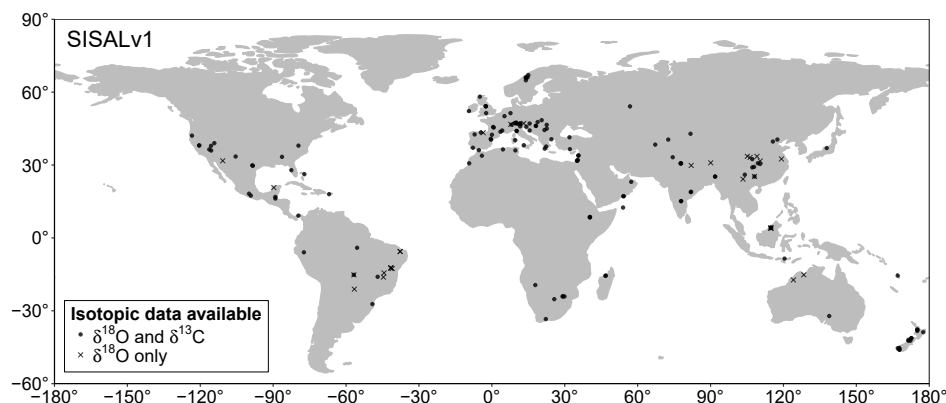 90°
SISALv1
60°
30°
0°
−30°
Isotopic data available
δ¹⁸O and δ¹³C
δ¹⁸O only
−60°
−180 −150 −120 −90 −60 −30 0 30 60 90 120 150 180